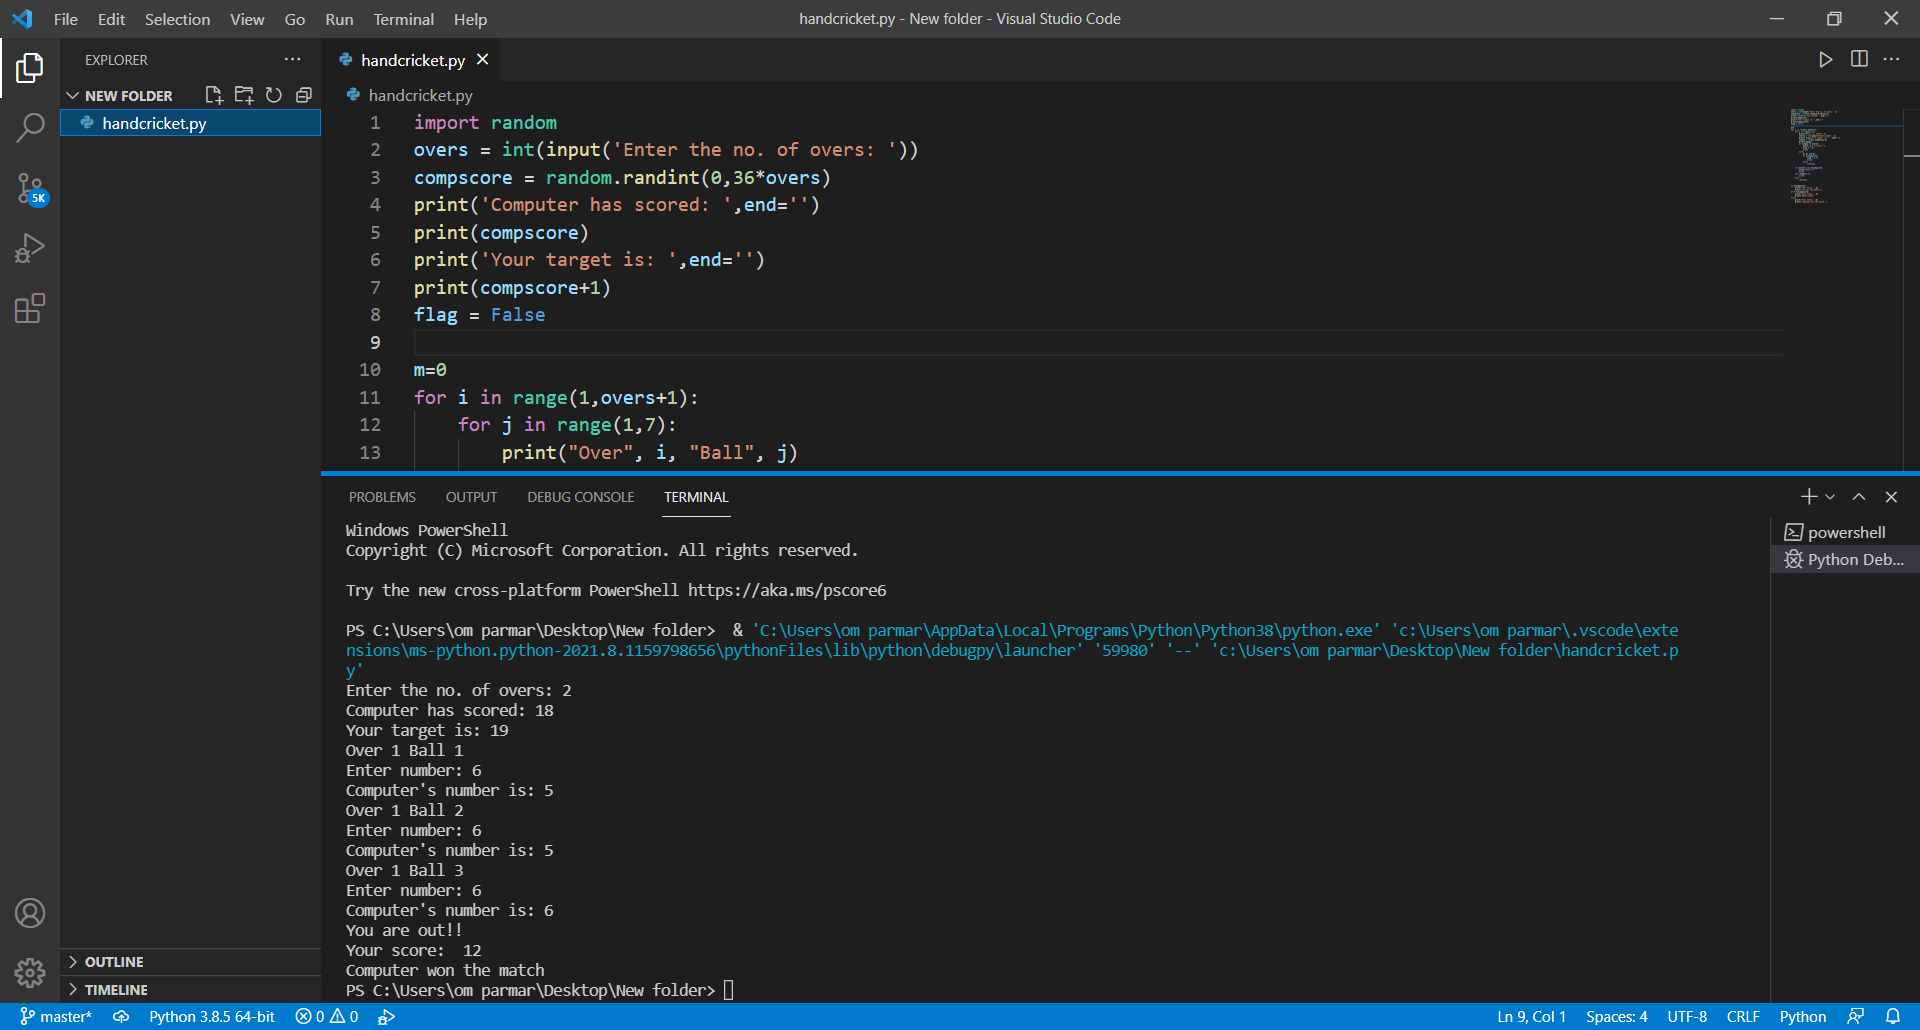 File Edit Selection View Go Run Terminal Help
handcricket.py - New folder - Visual Studio Code
EXPLORER
NEW FOLDER
handcricket.py
5K
OUTLINE
TIMELINE
handcricket.py
handcricket.py
1 import random
2 overs = int(input('Enter the no. of overs: '))
3 compscore = random.randint(0,36*overs)
4 print('Computer has scored: ',end='')
5 print(compscore)
6 print('Your target is: ',end='')
7 print(compscore+1)
8 flag = False
9
10 m=0
11 for i in range(1,overs+1):
12     for j in range(1,7):
13         print("Over", i, "Ball", j)
PROBLEMS OUTPUT DEBUG CONSOLE TERMINAL
Windows PowerShell
Copyright (C) Microsoft Corporation. All rights reserved.
Try the new cross-platform PowerShell https://aka.ms/pscore6
PS C:\Users\om parmar\Desktop\New folder>  & 'C:\Users\om parmar\AppData\Local\Programs\Python\Python38\python.exe' 'c:\Users\om parmar\.vscode\exte
nsions\ms-python.python-2021.8.1159798656\pythonFiles\lib\python\debugpy\launcher' '59980' '--' 'c:\Users\om parmar\Desktop\New folder\handcricket.p
y'
Enter the no. of overs: 2
Computer has scored: 18
Your target is: 19
Over 1 Ball 1
Enter number: 6
Computer's number is: 5
Over 1 Ball 2
Enter number: 6
Computer's number is: 5
Over 1 Ball 3
Enter number: 6
Computer's number is: 6
You are out!!
Your score:  12
Computer won the match
PS C:\Users\om parmar\Desktop\New folder>
powershell
Python Deb...
master* Python 3.8.5 64-bit 0 0
Ln 9, Col 1 Spaces: 4 UTF-8 CRLF Python